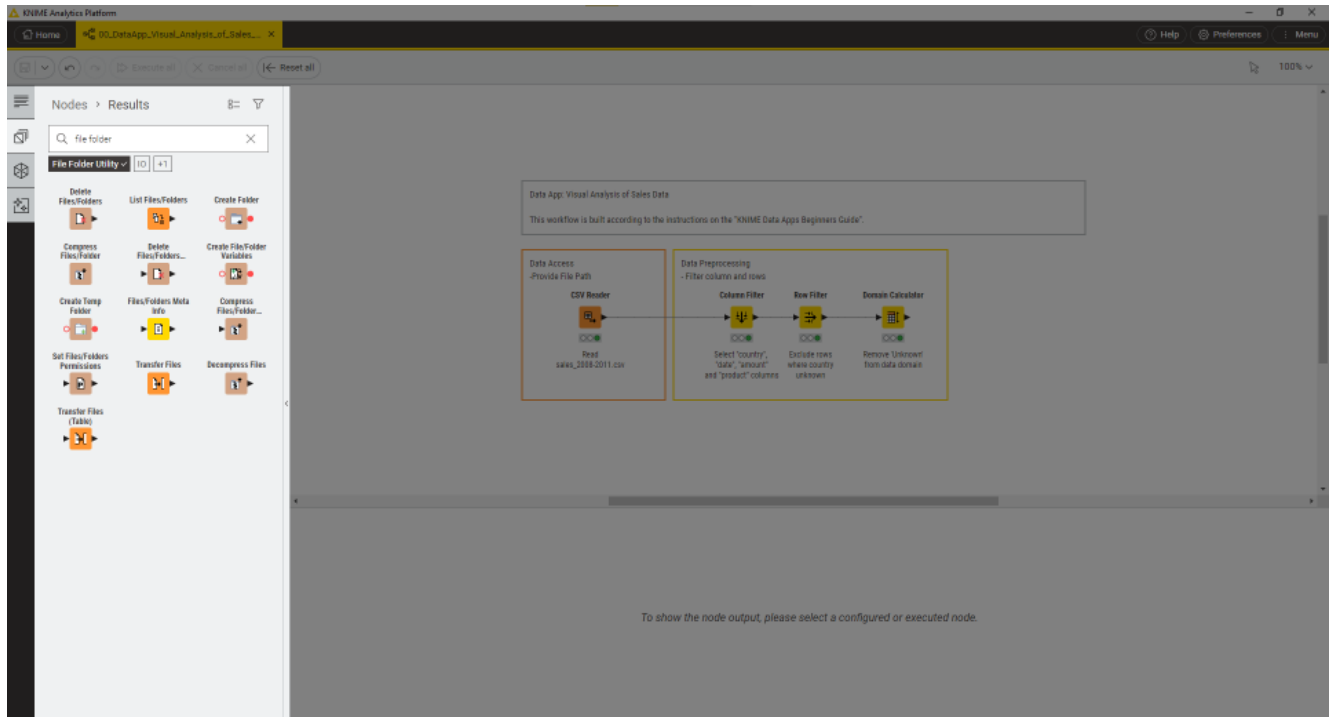 KNIME Analytics Platform
Home
00_DataApp_Visual_Analysis_of_Sales_...
Help
Preferences
Menu
Execute all
Cancel all
Reset all
100%
Nodes > Results
file folder
File Folder Utility
IO
+1
Delete
Files/Folders
List Files/Folders
Create Folder
Compress
Files/Folder
Delete
Files/Folders...
Create File/Folder
Variables
Create Temp
Folder
Files/Folders Meta
Info
Compress
Files/Folder...
Set Files/Folders
Permissions
Transfer Files
Decompress Files
Transfer Files
(Table)
Data App: Visual Analysis of Sales Data
This workflow is built according to the instructions on the "KNIME Data Apps Beginners Guide".
Data Access
-Provide File Path
CSV Reader
Read
sales_2008-2011.csv
Data Preprocessing
- Filter column and rows
Column Filter
Select "country",
"date", "amount"
and "product" columns
Row Filter
Exclude rows
where country
unknown
Domain Calculator
Remove 'Unknown'
from data domain
To show the node output, please select a configured or executed node.